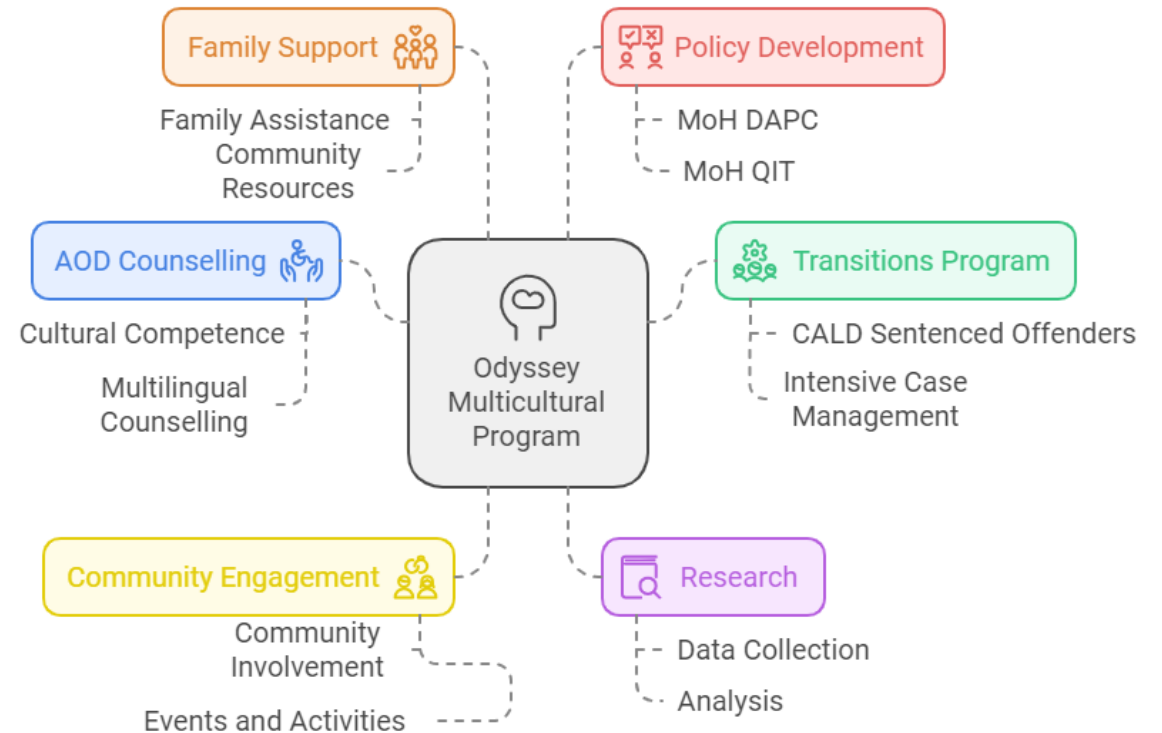 Family Support
Family Assistance
Community
Resources
Policy Development
MoH DAPC
MoH QIT
AOD Counselling
Cultural Competence
Multilingual
Counselling
Odyssey
Multicultural
Program
Transitions Program
CALD Sentenced Offenders
Intensive Case
Management
Community Engagement
Community
Involvement
Events and Activities
Research
Data Collection
Analysis